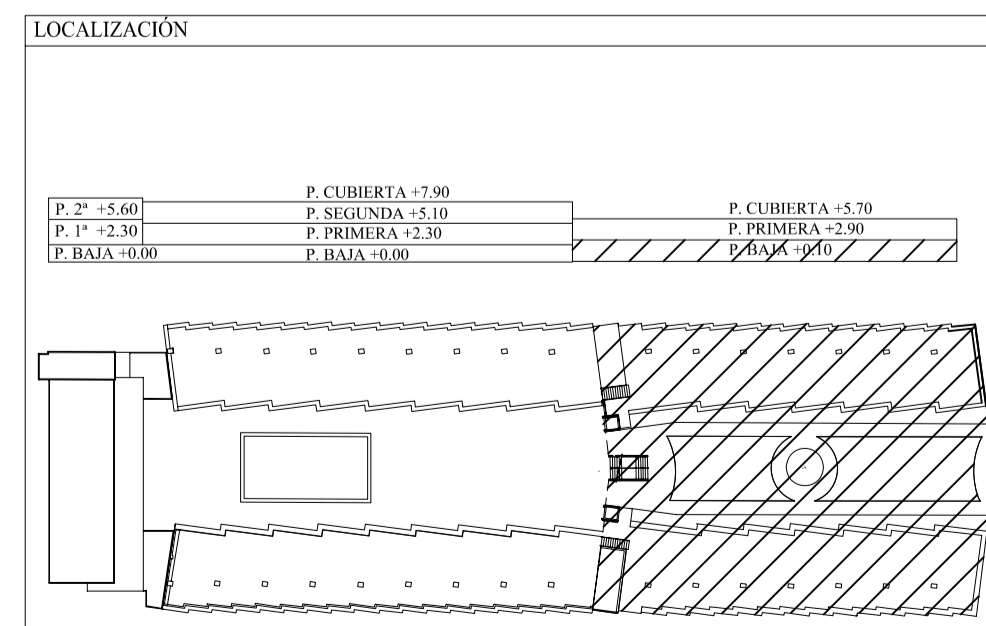 LOCALIZACIÓN
P. CUBIERTA +7.90
P. 2ª +5.60
P. SEGUNDA +5.10
P. CUBIERTA +5.70
P. 1ª +2.30
P. PRIMERA +2.30
P. PRIMERA +2.90
P. BAJA +0.00
P. BAJA +0.00
P. BAJA +0.10